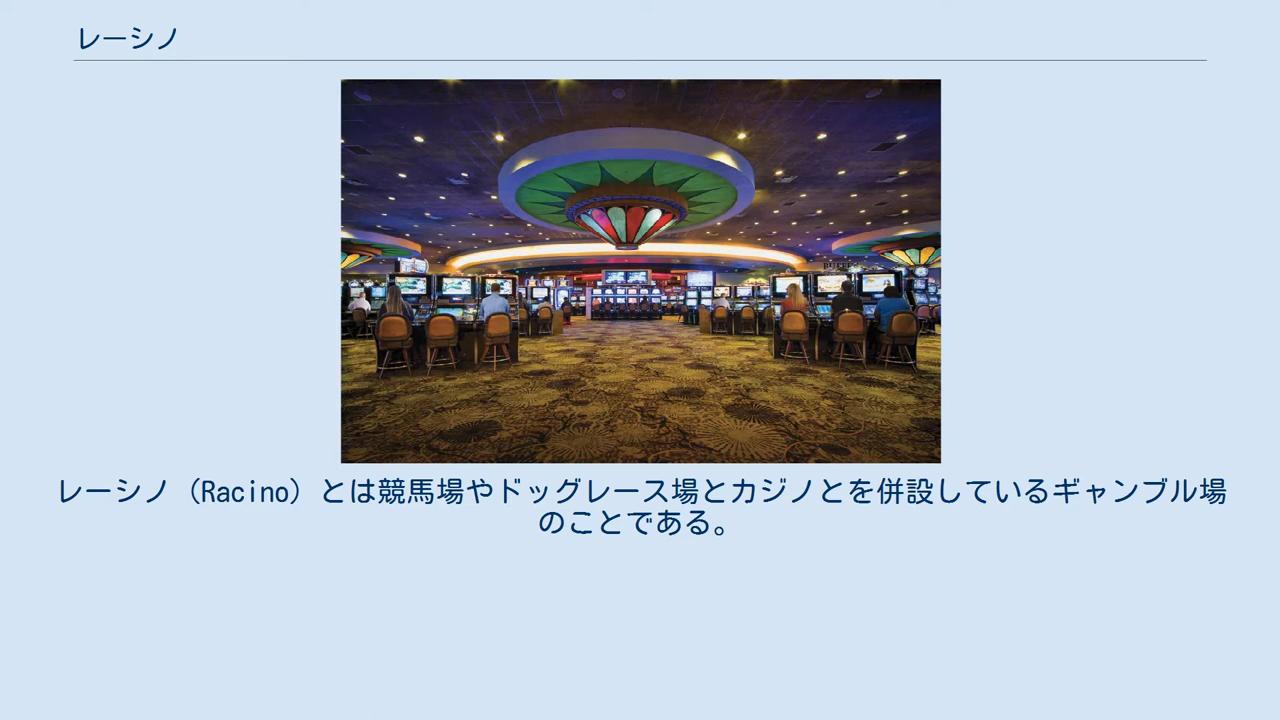 レーシノ
レーシノ（Racino）とは競馬場やドッグレース場とカジノとを併設しているギャンブル場
のことである。